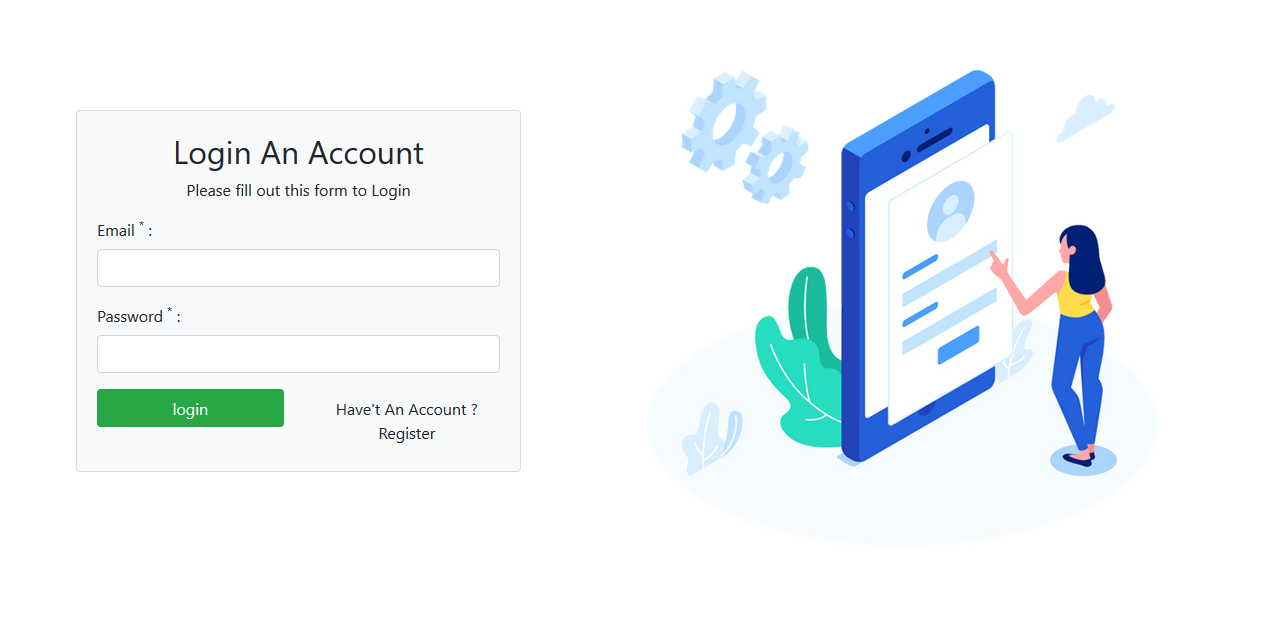 Login An Account
Please fill out this form to Login
Email * :
Password * :
login
Have't An Account ?
Register